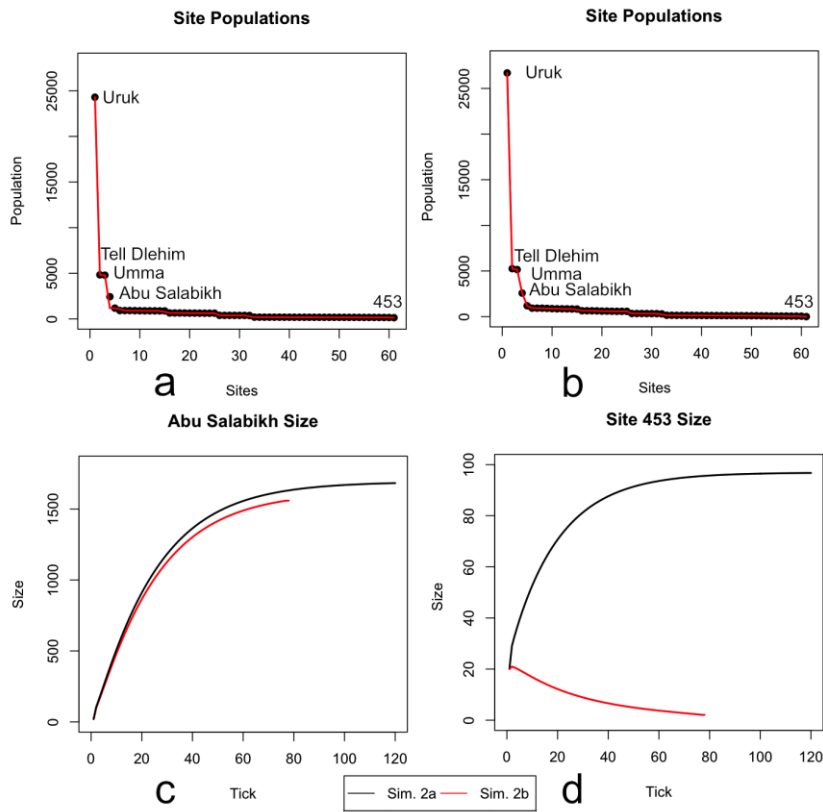 Site Populations
Population
25000
15000
5000
0
Uruk
Tell Dlehim
Umma
Abu Salabikh
453
0 10 20 30 40 50 60
a
Sites
Site Populations
Population
25000
15000
5000
0
Uruk
Tell Dlehim
Umma
Abu Salabikh
453
0 10 20 30 40 50 60
b
Sites
Abu Salabikh Size
Size
1500
1000
500
0
0 20 40 60 80 100 120
c
Tick
Site 453 Size
Size
100
80
60
40
20
0
0 20 40 60 80 100 120
d
Tick
Sim. 2a
Sim. 2b